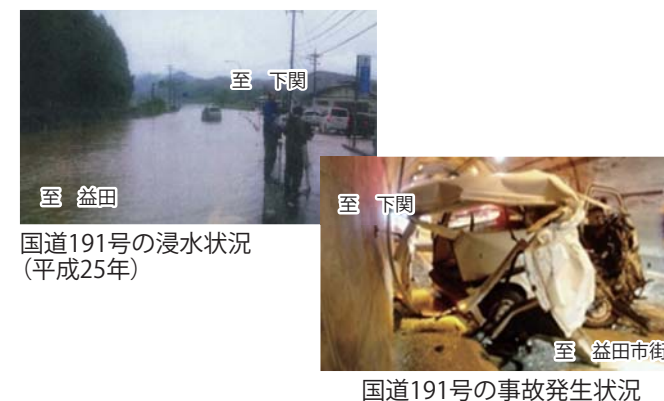 至 下関
至 益田
国道191号の浸水状況
（平成25年）
至 下関
至 益田市街
国道191号の事故発生状況